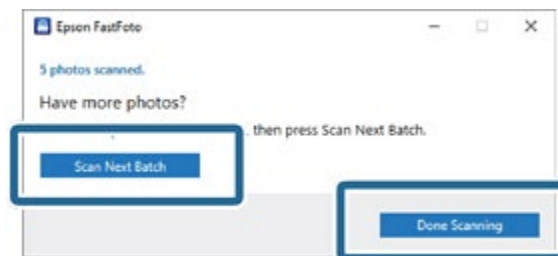 Epson FastFoto
5 photos scanned.
Have more photos?
then press Scan Next Batch.
Scan Next Batch
Done Scanning